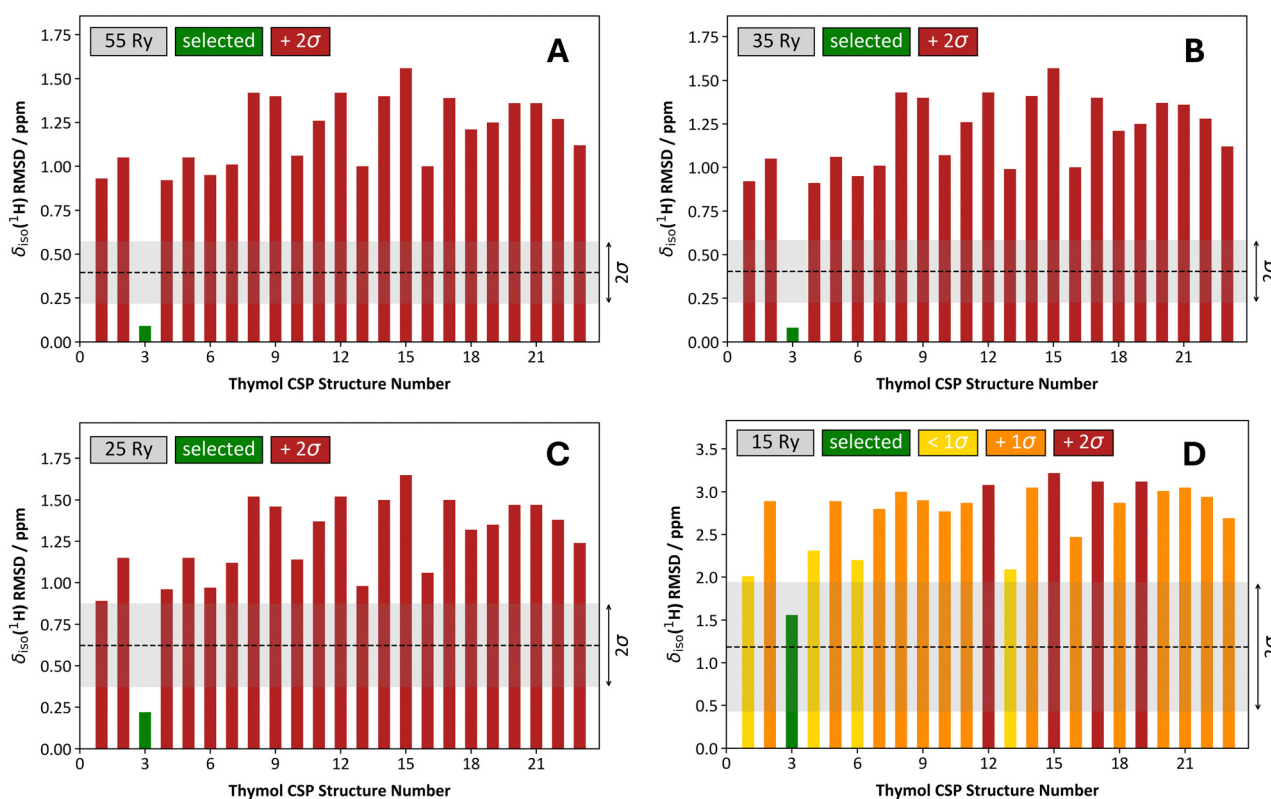 55 Ry selected + 2σ
A
1.75
1.50
1.25
1.00
0.75
0.50
0.25
0.00
δiso(¹H) RMSD / ppm
2σ
0 3 6 9 12 15 18 21
Thymol CSP Structure Number
35 Ry selected + 2σ
B
1.75
1.50
1.25
1.00
0.75
0.50
0.25
0.00
δiso(¹H) RMSD / ppm
2σ
0 3 6 9 12 15 18 21
Thymol CSP Structure Number
25 Ry selected + 2σ
C
1.75
1.50
1.25
1.00
0.75
0.50
0.25
0.00
δiso(¹H) RMSD / ppm
2σ
0 3 6 9 12 15 18 21
Thymol CSP Structure Number
15 Ry selected < 1σ + 1σ + 2σ
D
3.5
3.0
2.5
2.0
1.5
1.0
0.5
0.0
δiso(¹H) RMSD / ppm
2σ
0 3 6 9 12 15 18 21
Thymol CSP Structure Number